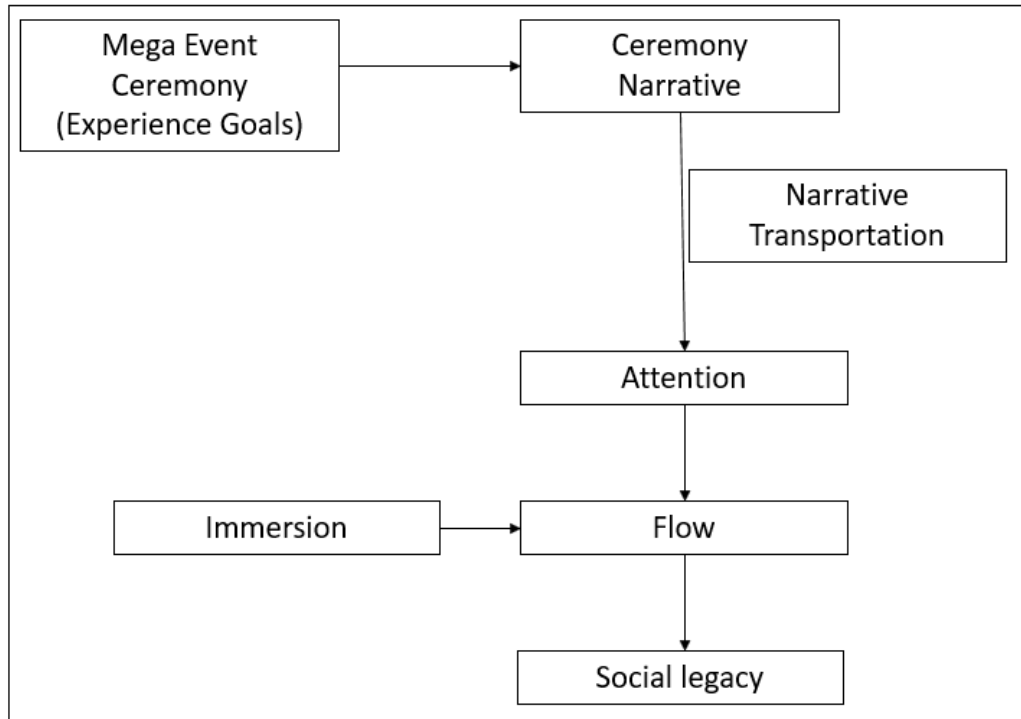 Mega Event
Ceremony
(Experience Goals)
Ceremony
Narrative
Narrative
Transportation
Attention
Immersion
Flow
Social legacy